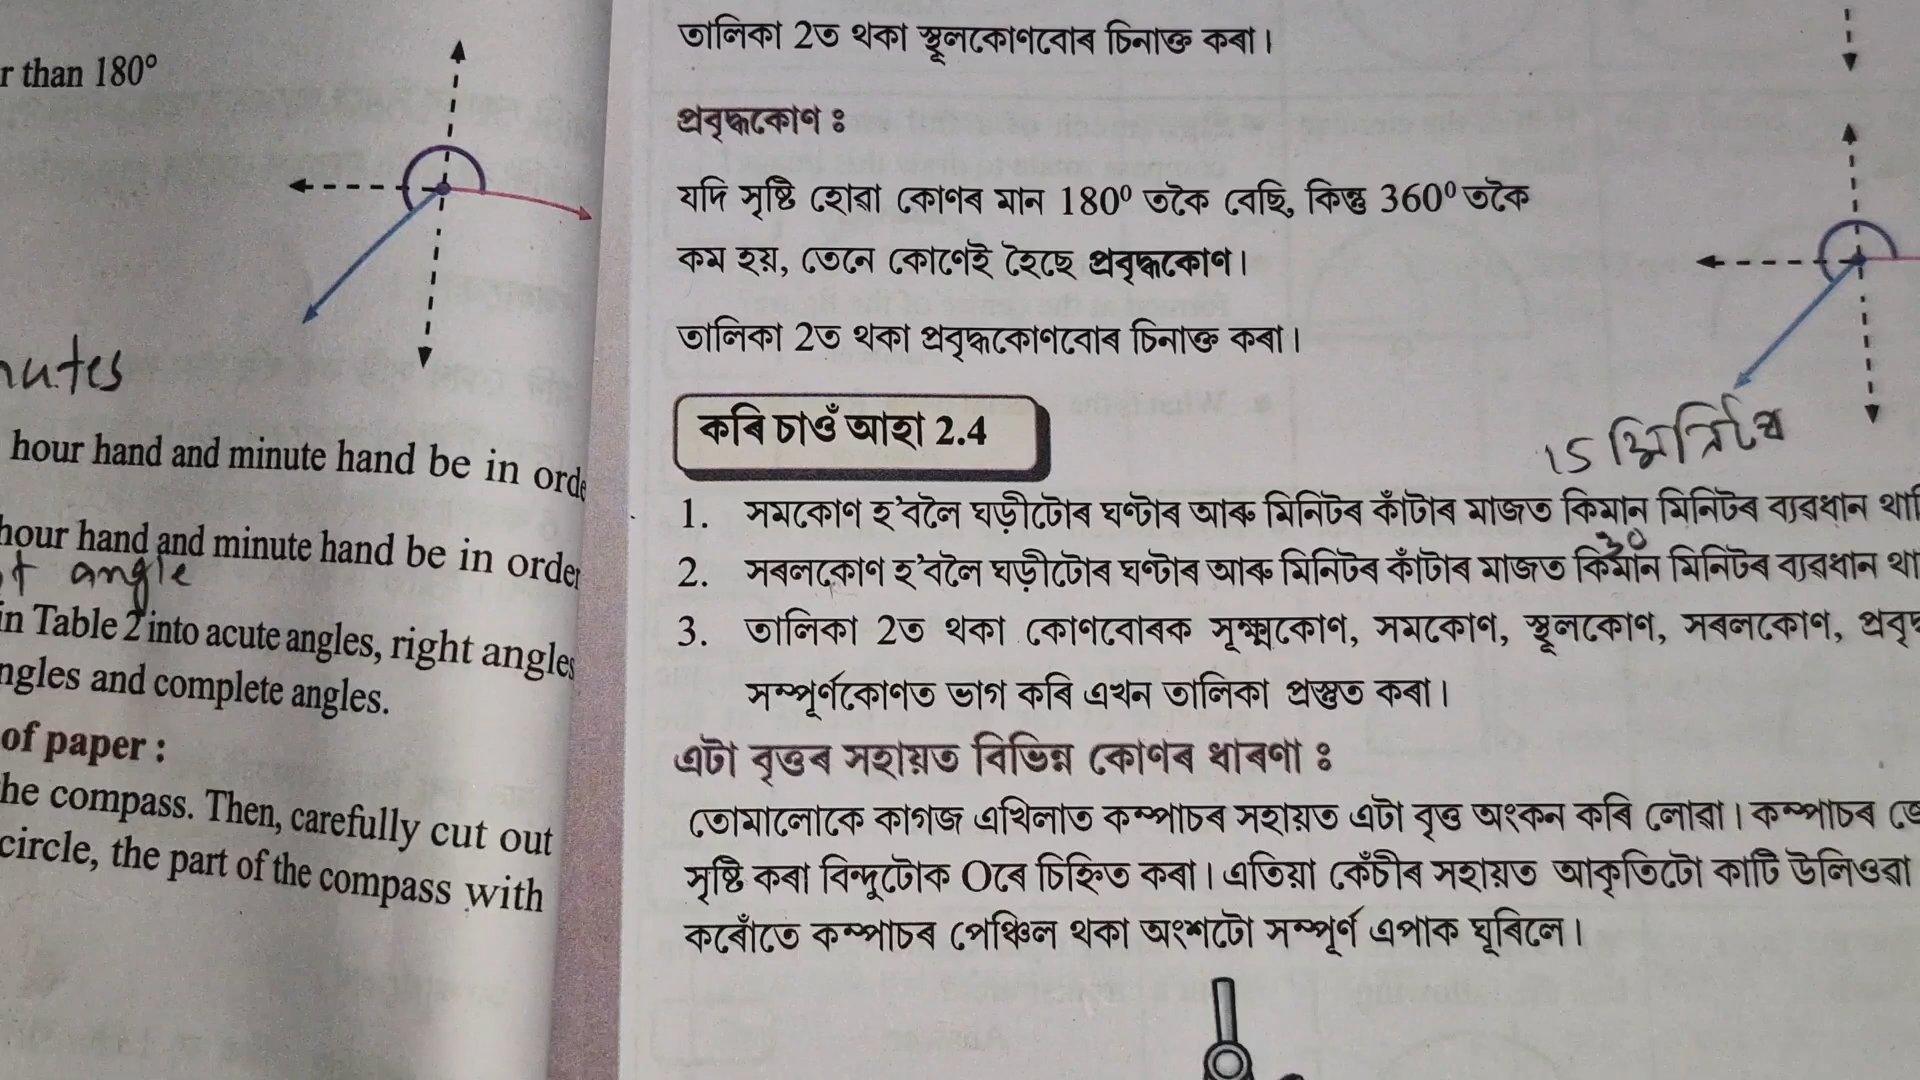 r than 180°
nutes
hour hand and minute hand be in orde
hour hand and minute hand be in order
angle
in Table 2 into acute angles, right angles
ngles and complete angles.
of paper :
he compass. Then, carefully cut out
circle, the part of the compass with
তালিকা 2ত থকা স্থূলকোণবোৰ চিনাক্ত কৰা।
প্ৰবৃদ্ধকোণ ঃ
যদি সৃষ্টি হোৱা কোণৰ মান 180⁰ তকৈ বেছি, কিন্তু 360⁰ তকৈ
কম হয়, তেনে কোণেই হৈছে প্ৰবৃদ্ধকোণ।
তালিকা 2ত থকা প্ৰবৃদ্ধকোণবোৰ চিনাক্ত কৰা।
কৰি চাওঁ আহা 2.4
15
1. সমকোণ হ'বলৈ ঘড়ীটোৰ ঘণ্টাৰ আৰু মিনিটৰ কাঁটাৰ মাজত কিমান মিনিটৰ ব্যৱধান থাকি
30
2. সৰলকোণ হ'বলৈ ঘড়ীটোৰ ঘণ্টাৰ আৰু মিনিটৰ কাঁটাৰ মাজত কিমান মিনিটৰ ব্যৱধান থা
3. তালিকা 2ত থকা কোণবোৰক সূক্ষ্মকোণ, সমকোণ, স্থূলকোণ, সৰলকোণ, প্ৰবৃদ্ধ
সম্পূৰ্ণকোণত ভাগ কৰি এখন তালিকা প্ৰস্তুত কৰা।
এটা বৃত্তৰ সহায়ত বিভিন্ন কোণৰ ধাৰণা ঃ
তোমালোকে কাগজ এখিলাত কম্পাচৰ সহায়ত এটা বৃত্ত অংকন কৰি লোৱা। কম্পাচৰ
সৃষ্টি কৰা বিন্দুটোক Oৰে চিহ্নিত কৰা। এতিয়া কেঁচীৰ সহায়ত আকৃতিটো কাটি উলিওৱা
কৰোঁতে কম্পাচৰ পেঞ্চিল থকা অংশটো সম্পূৰ্ণ এপাক ঘূৰিলে।